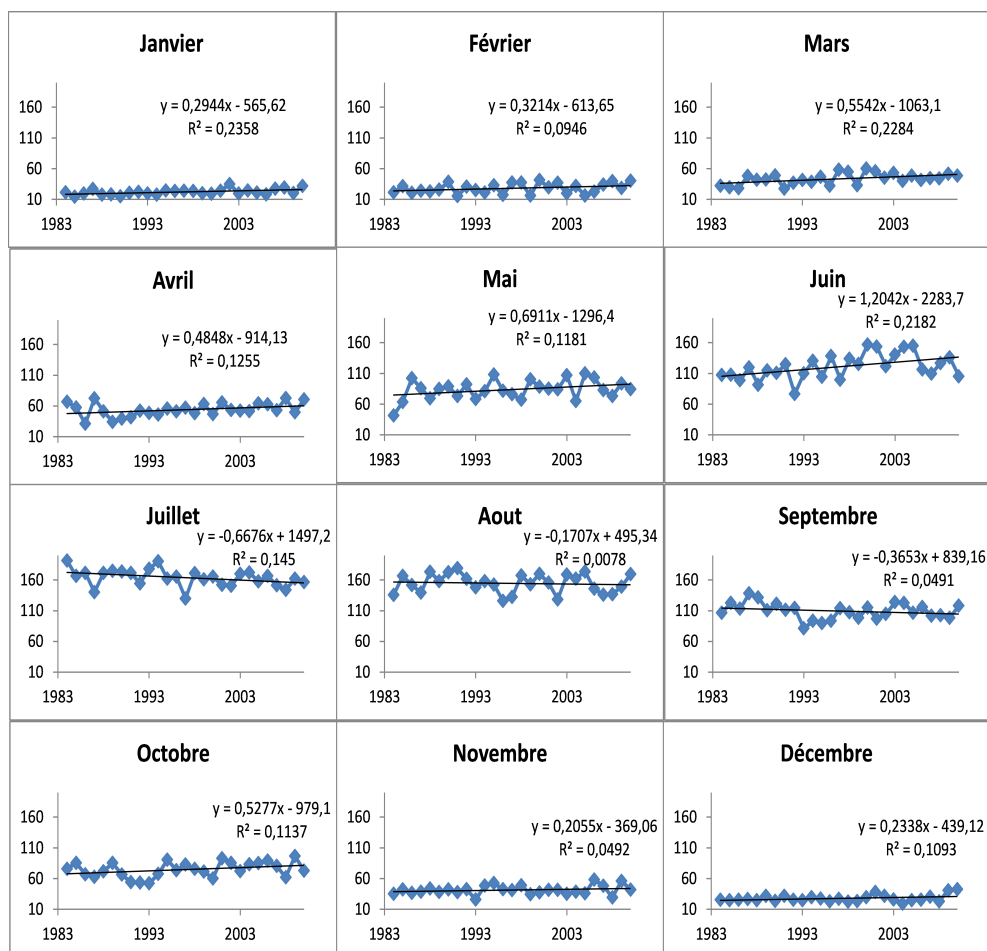 Janvier
y = 0,2944x - 565,62
R² = 0,2358
160
110
60
10
1983 1993 2003
Février
y = 0,3214x - 613,65
R² = 0,0946
160
110
60
10
1983 1993 2003
Mars
y = 0,5542x - 1063,1
R² = 0,2284
160
110
60
10
1983 1993 2003
Avril
y = 0,4848x - 914,13
R² = 0,1255
160
110
60
10
1983 1993 2003
Mai
y = 0,6911x - 1296,4
R² = 0,1181
160
110
60
10
1983 1993 2003
Juin
y = 1,2042x - 2283,7
R² = 0,2182
160
110
60
10
1983 1993 2003
Juillet
y = -0,6676x + 1497,2
R² = 0,145
160
110
60
10
1983 1993 2003
Aout
y = -0,1707x + 495,34
R² = 0,0078
160
110
60
10
1983 1993 2003
Septembre
y = -0,3653x + 839,16
R² = 0,0491
160
110
60
10
1983 1993 2003
Octobre
y = 0,5277x - 979,1
R² = 0,1137
160
110
60
10
1983 1993 2003
Novembre
y = 0,2055x - 369,06
R² = 0,0492
160
110
60
10
1983 1993 2003
Décembre
y = 0,2338x - 439,12
R² = 0,1093
160
110
60
10
1983 1993 2003